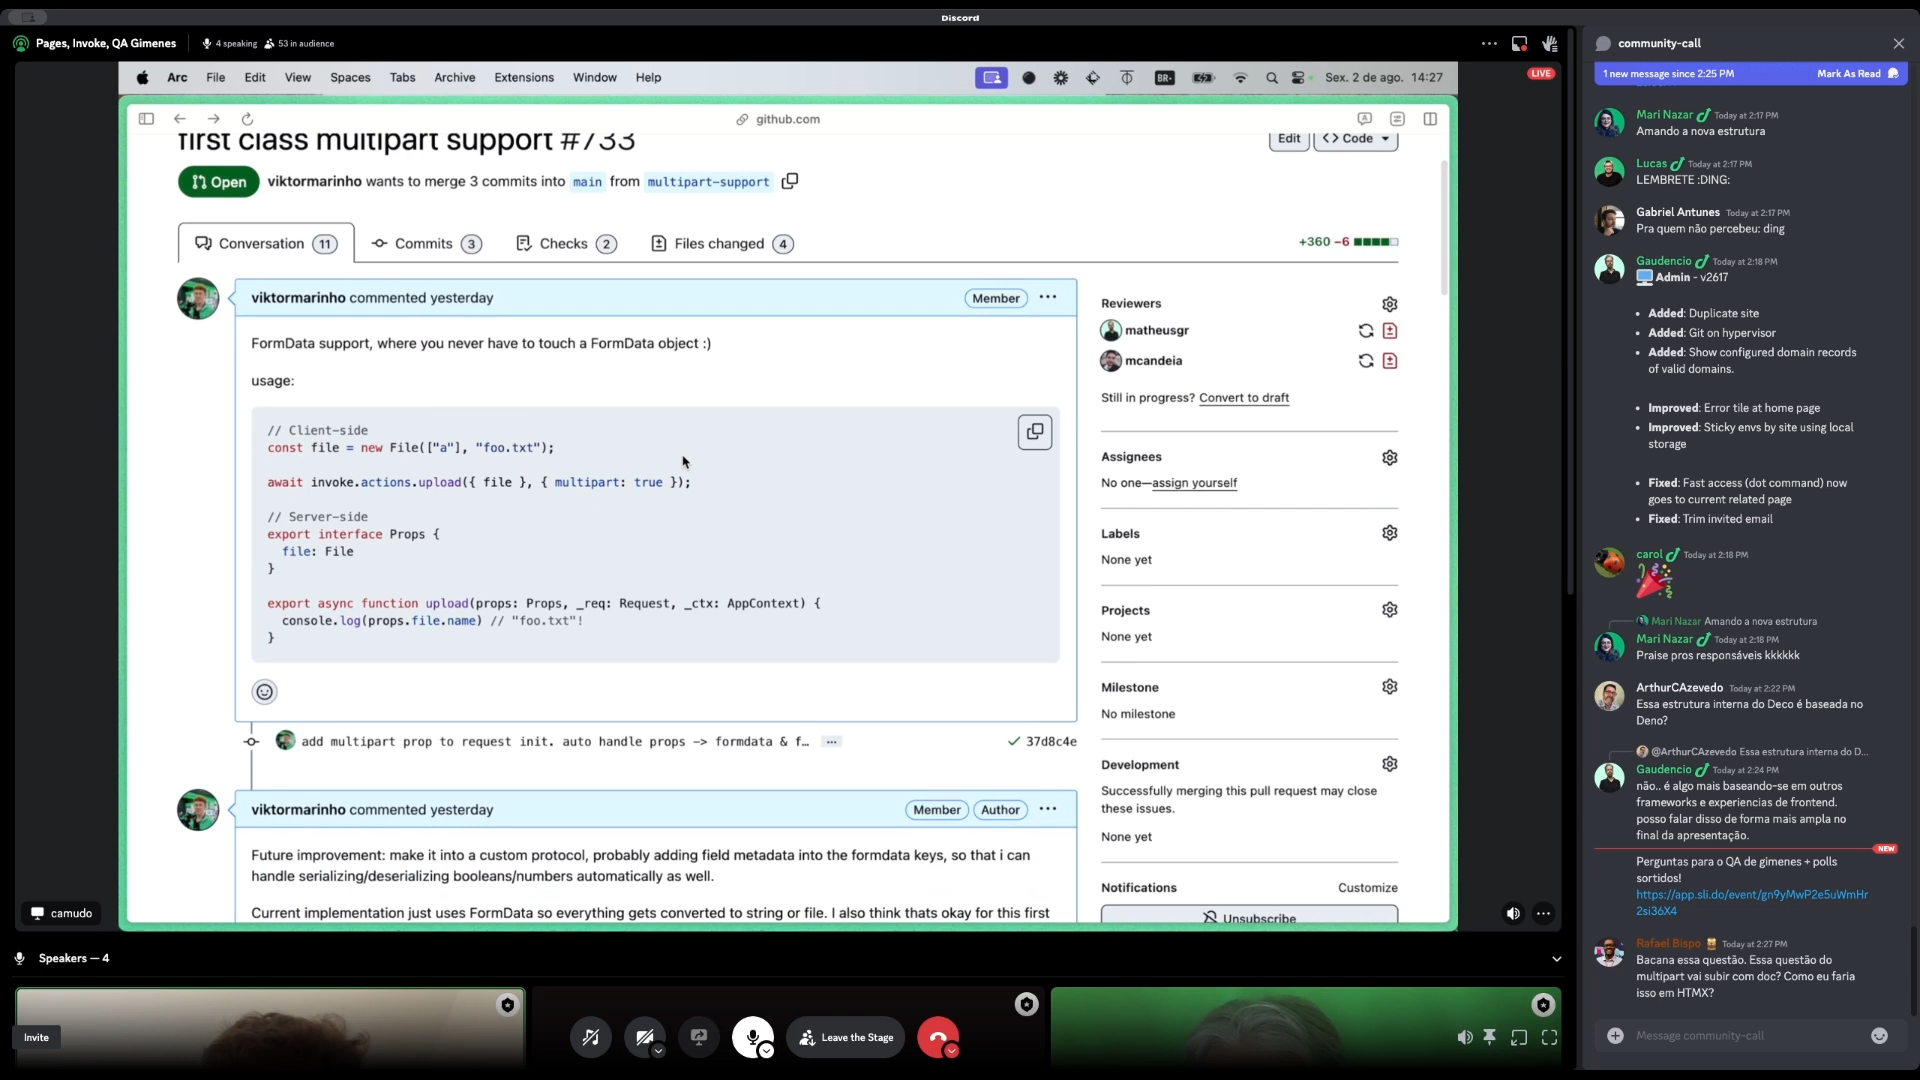 Discord
Pages, Invoke, QA Gimenes
4 speaking
53 in audience
Arc File Edit View Spaces Tabs Archive Extensions Window Help
BR
Sex. 2 de ago. 14:27
LIVE
github.com
first class multipart support #733
Edit
<> Code
Open
viktormarinho wants to merge 3 commits into main from multipart-support
Conversation 11
Commits 3
Checks 2
Files changed 4
+360 −6
viktormarinho commented yesterday
Member
FormData support, where you never have to touch a FormData object :)
usage:
// Client-side
const file = new File(["a"], "foo.txt");
await invoke.actions.upload({ file }, { multipart: true });
// Server-side
export interface Props {
file: File
}
export async function upload(props: Props, _req: Request, _ctx: AppContext) {
console.log(props.file.name) // "foo.txt"!
}
add multipart prop to request init. auto handle props -> formdata & f…
37d8c4e
viktormarinho commented yesterday
Member
Author
Future improvement: make it into a custom protocol, probably adding field metadata into the formdata keys, so that i can
handle serializing/deserializing booleans/numbers automatically as well.
Current implementation just uses FormData so everything gets converted to string or file. I also think thats okay for this first
Reviewers
matheusgr
mcandeia
Still in progress? Convert to draft
Assignees
No one—assign yourself
Labels
None yet
Projects
None yet
Milestone
No milestone
Development
Successfully merging this pull request may close
these issues.
None yet
Notifications
Customize
Unsubscribe
camudo
Speakers — 4
Invite
Leave the Stage
community-call
1 new message since 2:25 PM
Mark As Read
Mari Nazar Today at 2:17 PM
Amando a nova estrutura
Lucas Today at 2:17 PM
LEMBRETE :DING:
Gabriel Antunes Today at 2:17 PM
Pra quem não percebeu: ding
Gaudencio Today at 2:18 PM
Admin - v2617
• Added: Duplicate site
• Added: Git on hypervisor
• Added: Show configured domain records
of valid domains.
• Improved: Error tile at home page
• Improved: Sticky envs by site using local
storage
• Fixed: Fast access (dot command) now
goes to current related page
• Fixed: Trim invited email
carol Today at 2:18 PM
Mari Nazar Amando a nova estrutura
Mari Nazar Today at 2:18 PM
Praise pros responsáveis kkkkkk
ArthurCAzevedo Today at 2:22 PM
Essa estrutura interna do Deco é baseada no
Deno?
@ArthurCAzevedo Essa estrutura interna do D…
Gaudencio Today at 2:24 PM
não.. é algo mais baseando-se em outros
frameworks e experiencias de frontend.
posso falar disso de forma mais ampla no
final da apresentação.
NEW
Perguntas para o QA de gimenes + polls
sortidos!
https://app.sli.do/event/gn9yMwP2e5uWmHr
2si36X4
Rafael Bispo Today at 2:27 PM
Bacana essa questão. Essa questão do
multipart vai subir com doc? Como eu faria
isso em HTMX?
Message community-call